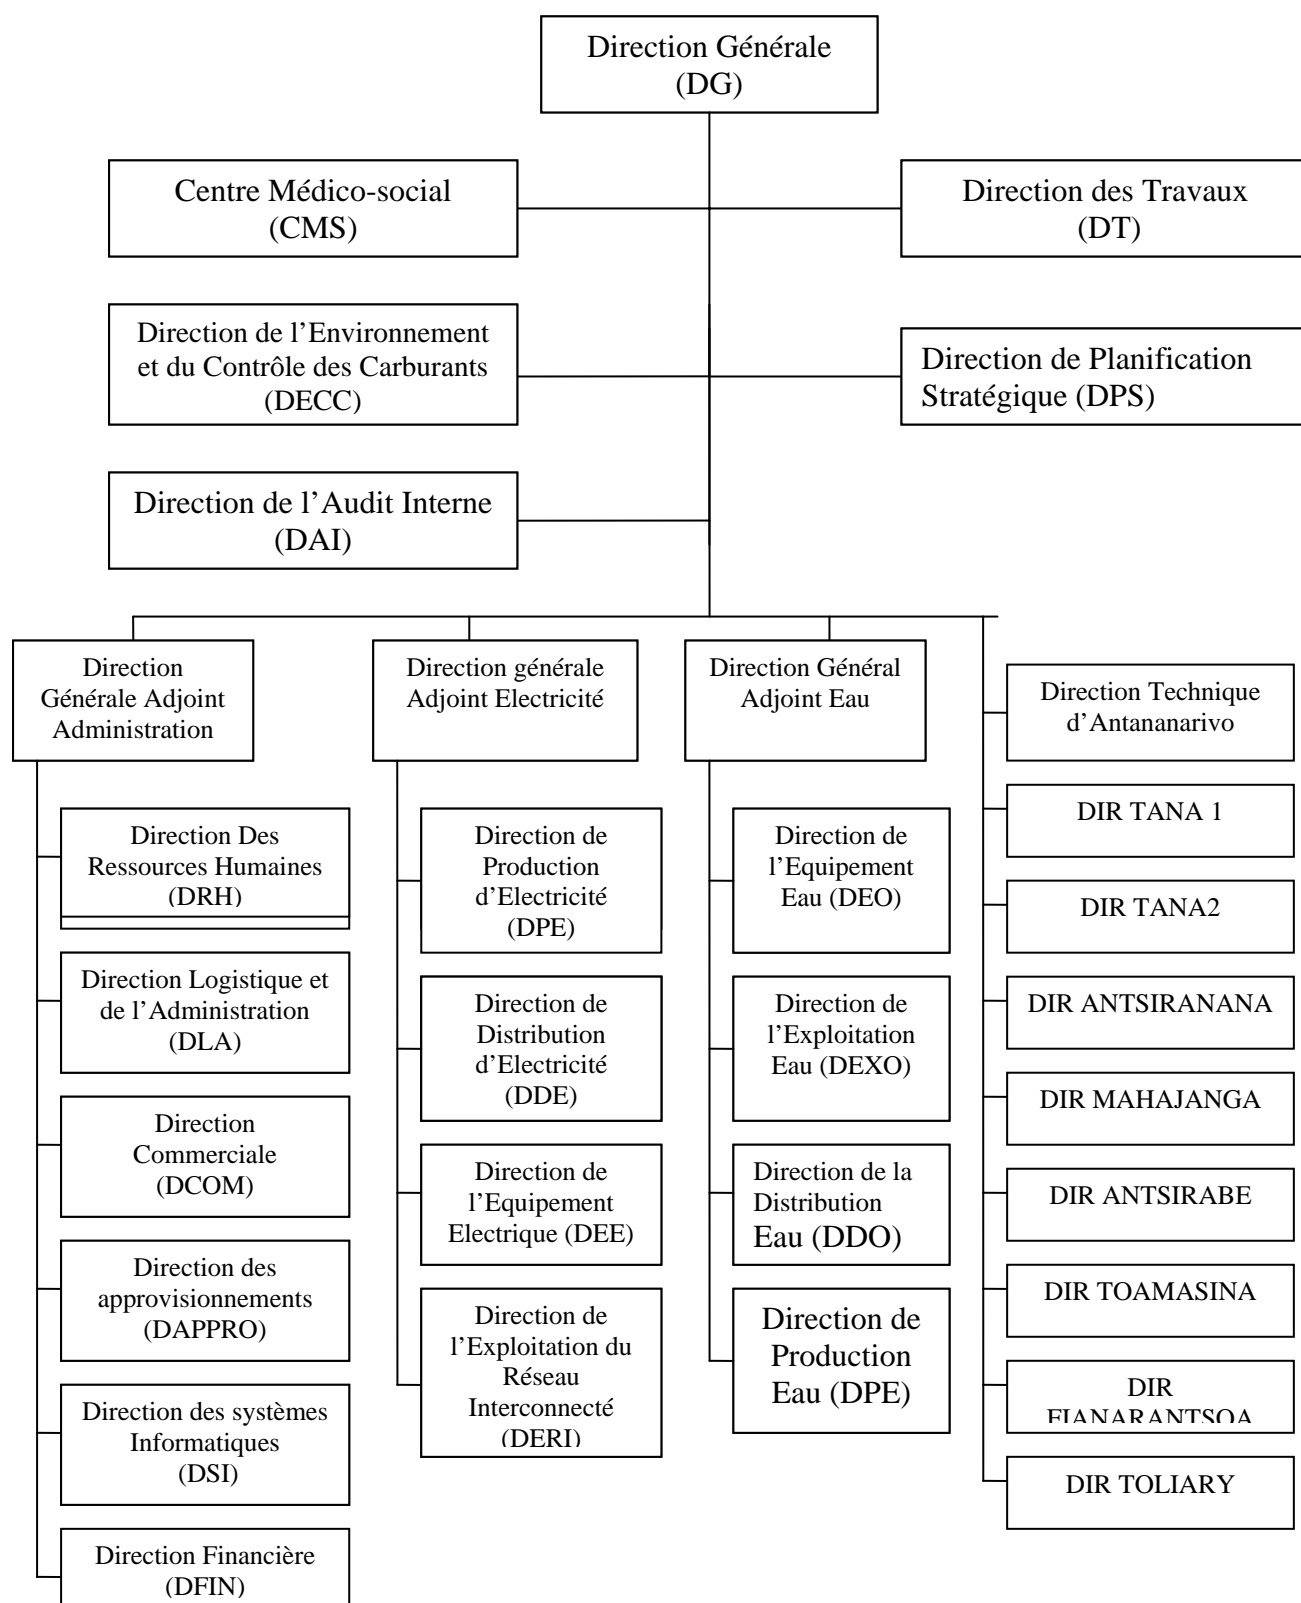 Direction Générale
(DG)
Centre Médico-social
(CMS)
Direction des Travaux
(DT)
Direction de l’Environnement
et du Contrôle des Carburants
(DECC)
Direction de Planification
Stratégique (DPS)
Direction de l’Audit Interne
(DAI)
Direction
Générale Adjoint
Administration
Direction générale
Adjoint Electricité
Direction Général
Adjoint Eau
Direction Technique
d’Antananarivo
Direction Des
Ressources Humaines
(DRH)
Direction Logistique et
de l’Administration
(DLA)
Direction
Commerciale
(DCOM)
Direction des
approvisionnements
(DAPPRO)
Direction des systèmes
Informatiques
(DSI)
Direction Financière
(DFIN)
Direction de
Production
d’Electricité
(DPE)
Direction de
Distribution
d’Electricité
(DDE)
Direction de
l’Equipement
Electrique (DEE)
Direction de
l’Exploitation du
Réseau
Interconnecté
(DERI)
Direction de
l’Equipement
Eau (DEO)
Direction de
l’Exploitation
Eau (DEXO)
Direction de la
Distribution
Eau (DDO)
Direction de
Production
Eau (DPE)
DIR TANA 1
DIR TANA2
DIR ANTSIRANANA
DIR MAHAJANGA
DIR ANTSIRABE
DIR TOAMASINA
DIR
FIANARANTSOA
DIR TOLIARY